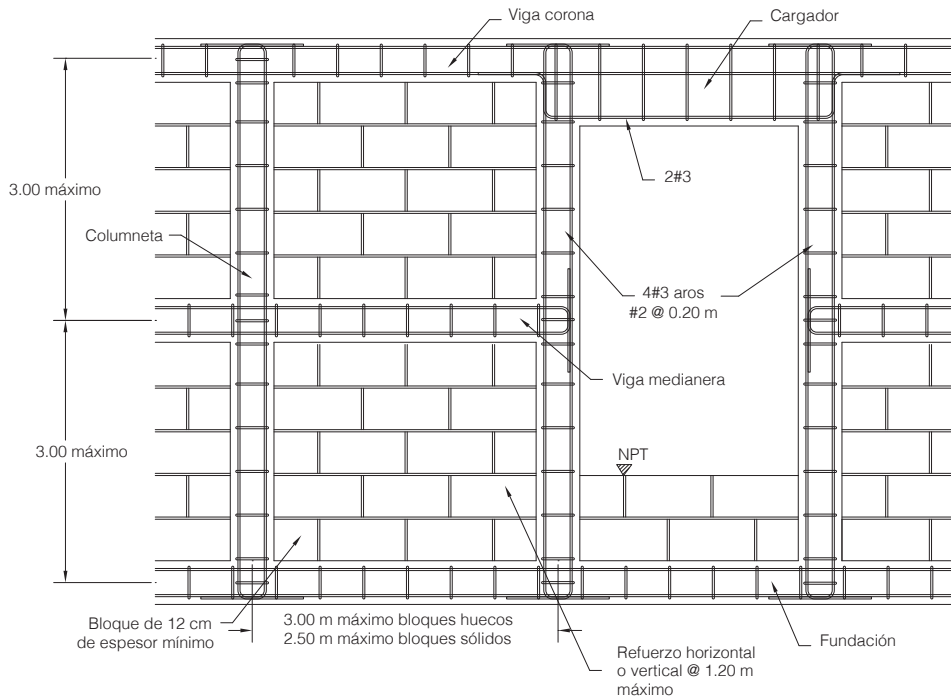 Viga corona
Cargador
3.00 máximo
2#3
Columneta
4#3 aros
#2 @ 0.20 m
Viga medianera
3.00 máximo
NPT
Bloque de 12 cm
de espesor mínimo
3.00 m máximo bloques huecos
2.50 m máximo bloques sólidos
Refuerzo horizontal
o vertical @ 1.20 m
máximo
Fundación